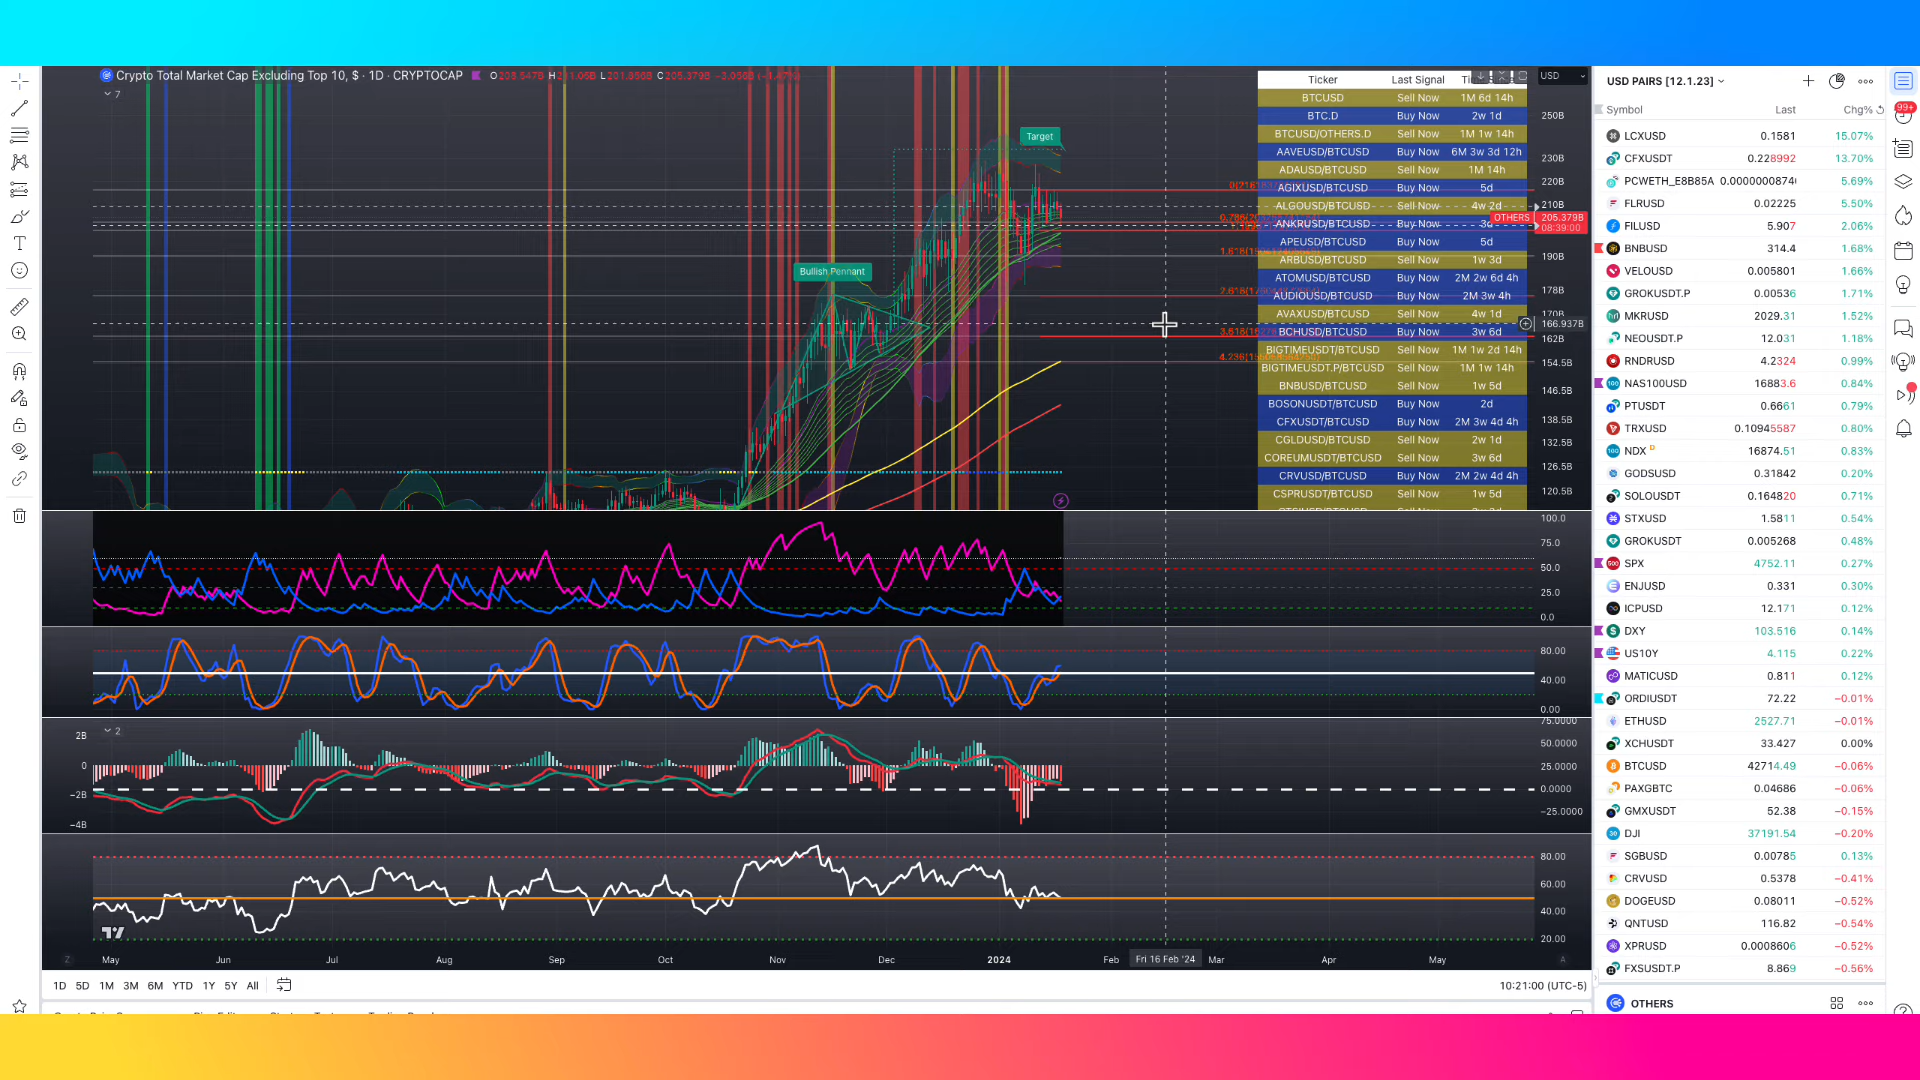 Crypto Total Market Cap Excluding Top 10, $ · 1D · CRYPTOCAP
7
Target
Bullish Pennant
Ticker Last Signal
BTCUSD Sell Now 1M 6d 14h
BTC.D Buy Now 2w 1d
BTCUSD/OTHERS.D Sell Now 1M 1w 14h
AAVEUSD/BTCUSD Buy Now 6M 3w 3d 12h
ADAUSD/BTCUSD Sell Now 1M 14h
AGIXUSD/BTCUSD Buy Now 5d
ALGOUSD/BTCUSD Sell Now 4w 2d
ANKRUSD/BTCUSD Buy Now 3d
APEUSD/BTCUSD Buy Now 5d
ARBUSD/BTCUSD Sell Now 1w 3d
ATOMUSD/BTCUSD Buy Now 2M 2w 6d 4h
AUDIOUSD/BTCUSD Buy Now 2M 3w 4h
AVAXUSD/BTCUSD Sell Now 4w 1d
BCHUSD/BTCUSD Buy Now 3w 6d
BIGTIMEUSDT/BTCUSD Sell Now 1M 1w 2d 14h
BIGTIMEUSDT.P/BTCUSD Sell Now 1M 1w 14h
BNBUSD/BTCUSD Sell Now 1w 5d
BOSONUSDT/BTCUSD Buy Now 2d
CFXUSDT/BTCUSD Buy Now 2M 3w 4d 4h
CGLDUSD/BTCUSD Sell Now 2w 1d
COREUMUSDT/BTCUSD Sell Now 3w 6d
CRVUSD/BTCUSD Buy Now 2M 2w 4d 4h
CSPRUSDT/BTCUSD Sell Now 1w 5d
USD
250B
230B
220B
210B
OTHERS 205.379B
08:39:00
190B
178B
166.937B
162B
154.5B
146.5B
138.5B
132.5B
126.5B
120.5B
100.0
75.0
50.0
25.0
0.0
80.00
40.00
0.00
2
2B
0
−2B
−4B
75.0000
50.0000
25.0000
0.0000
−25.0000
80.00
60.00
40.00
20.00
Z May Jun Jul Aug Sep Oct Nov Dec 2024 Feb Fri 16 Feb '24 Mar Apr May A
1D 5D 1M 3M 6M YTD 1Y 5Y All
10:21:00 (UTC-5)
USD PAIRS [12.1.23]
Symbol Last Chg%
LCXUSD 0.1581 15.07%
CFXUSDT 0.228992 13.70%
PCWETH_E8B85A 0.0000000874 5.69%
FLRUSD 0.02225 5.50%
FILUSD 5.907 2.06%
BNBUSD 314.4 1.68%
VELOUSD 0.005801 1.66%
GROKUSDT.P 0.00536 1.71%
MKRUSD 2029.31 1.52%
NEOUSDT.P 12.031 1.18%
RNDRUSD 4.2324 0.99%
NAS100USD 16883.6 0.84%
PTUSDT 0.6661 0.79%
TRXUSD 0.10945587 0.80%
NDX D 16874.51 0.83%
GODSUSD 0.31842 0.20%
SOLOUSDT 0.164820 0.71%
STXUSD 1.5811 0.54%
GROKUSDT 0.005268 0.48%
SPX 4752.11 0.27%
ENJUSD 0.331 0.30%
ICPUSD 12.171 0.12%
DXY 103.516 0.14%
US10Y 4.115 0.22%
MATICUSD 0.811 0.12%
ORDIUSDT 72.22 −0.01%
ETHUSD 2527.71 −0.01%
XCHUSDT 33.427 0.00%
BTCUSD 42714.49 −0.06%
PAXGBTC 0.04686 −0.06%
GMXUSDT 52.38 −0.15%
DJI 37191.54 −0.20%
SGBUSD 0.00785 0.13%
CRVUSD 0.5378 −0.41%
DOGEUSD 0.08011 −0.52%
QNTUSD 116.82 −0.54%
XPRUSD 0.0008606 −0.52%
FXSUSDT.P 8.869 −0.56%
OTHERS
99+